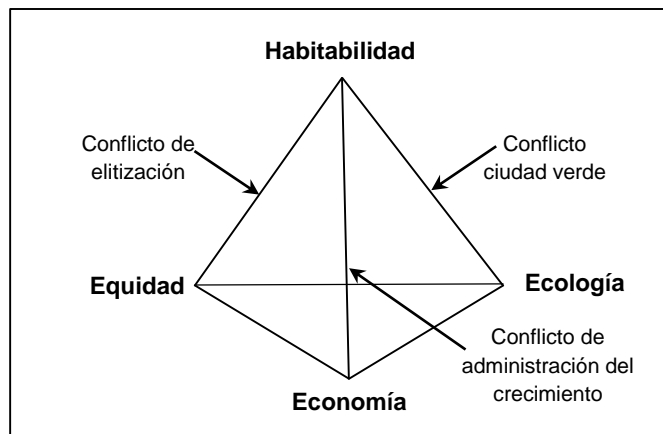 Habitabilidad
Conflicto de
elitización
Conflicto
ciudad verde
Equidad
Ecología
Conflicto de
administración del
crecimiento
Economía